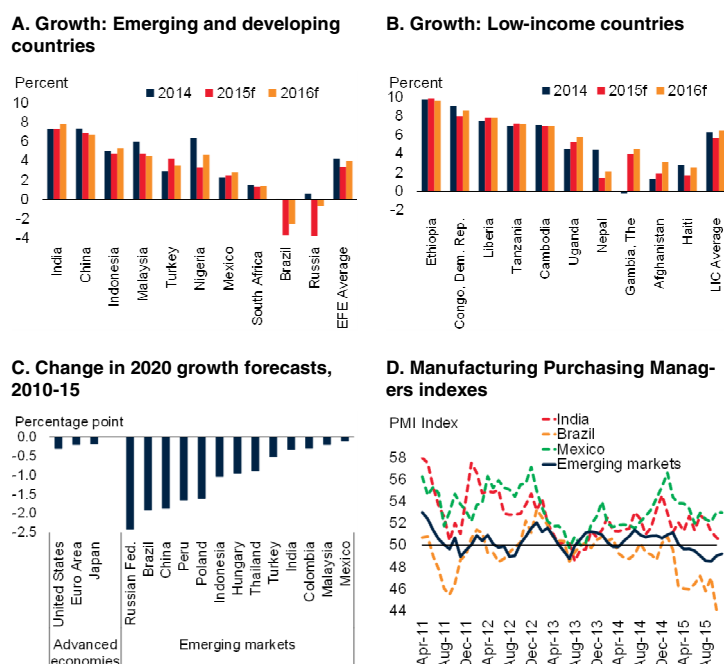 A. Growth: Emerging and developing
countries
Percent
2014 2015f 2016f
10
8
6
4
2
0
-2
-4
India
China
Indonesia
Malaysia
Turkey
Nigeria
Mexico
South Africa
Brazil
Russia
EFE Average
B. Growth: Low-income countries
Percent
2014 2015f 2016f
10
8
6
4
2
0
-2
Ethiopia
Congo, Dem. Rep.
Liberia
Tanzania
Cambodia
Uganda
Nepal
Gambia, The
Afghanistan
Haiti
LIC Average
C. Change in 2020 growth forecasts,
2010-15
Percentage point
0.0
-0.5
-1.0
-1.5
-2.0
-2.5
United States
Euro Area
Japan
Russian Fed.
Brazil
China
Peru
Poland
Indonesia
Hungary
Thailand
Turkey
India
Colombia
Malaysia
Mexico
Advanced
economies
Emerging markets
D. Manufacturing Purchasing Manag-
ers indexes
PMI Index
India
Brazil
Mexico
Emerging markets
58
56
54
52
50
48
46
44
Apr-11
Aug-11
Dec-11
Apr-12
Aug-12
Dec-12
Apr-13
Aug-13
Dec-13
Apr-14
Aug-14
Dec-14
Apr-15
Aug-15